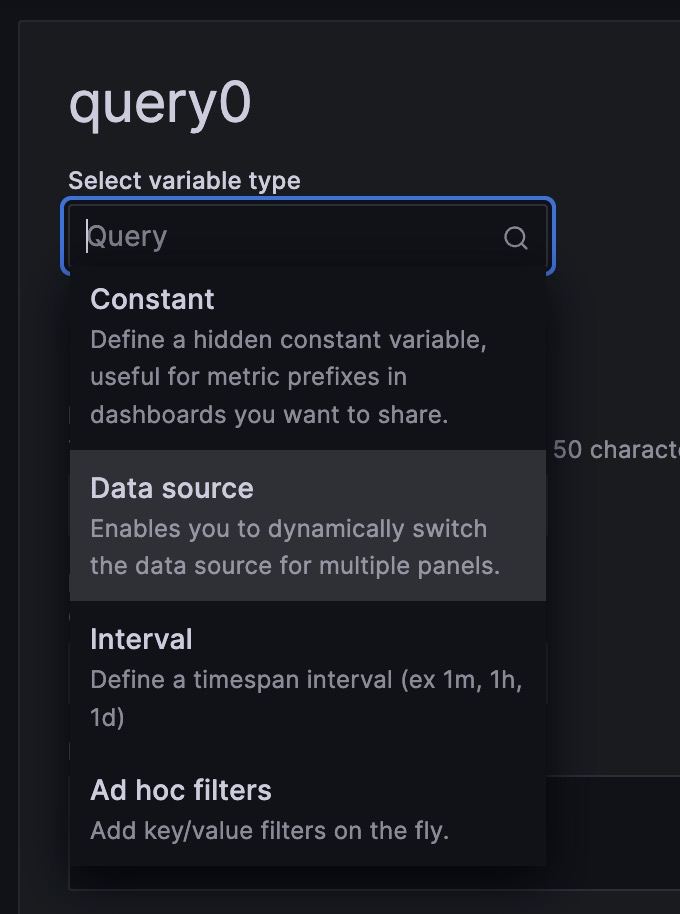 query0
Select variable type
Query
Constant
Define a hidden constant variable,
useful for metric prefixes in
dashboards you want to share.
50 charact
Data source
Enables you to dynamically switch
the data source for multiple panels.
Interval
Define a timespan interval (ex 1m, 1h,
1d)
Ad hoc filters
Add key/value filters on the fly.